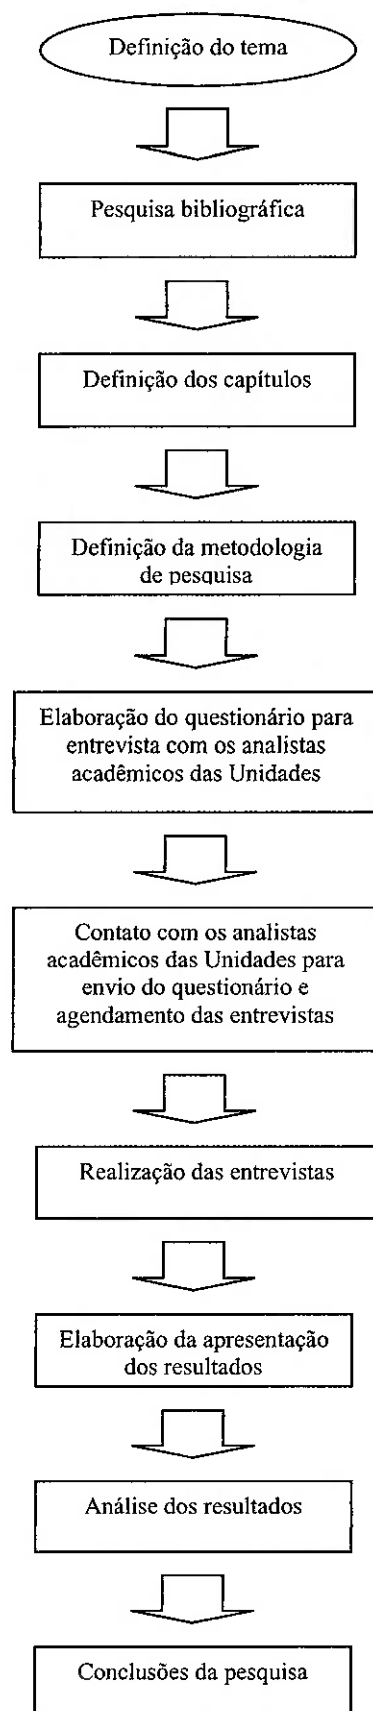 Definição do tema
Pesquisa bibliográfica
Definição dos capítulos
Definição da metodologia
de pesquisa
Elaboração do questionário para
entrevista com os analistas
acadêmicos das Unidades
Contato com os analistas
acadêmicos das Unidades para
envio do questionário e
agendamento das entrevistas
Realização das entrevistas
Elaboração da apresentação
dos resultados
Análise dos resultados
Conclusões da pesquisa